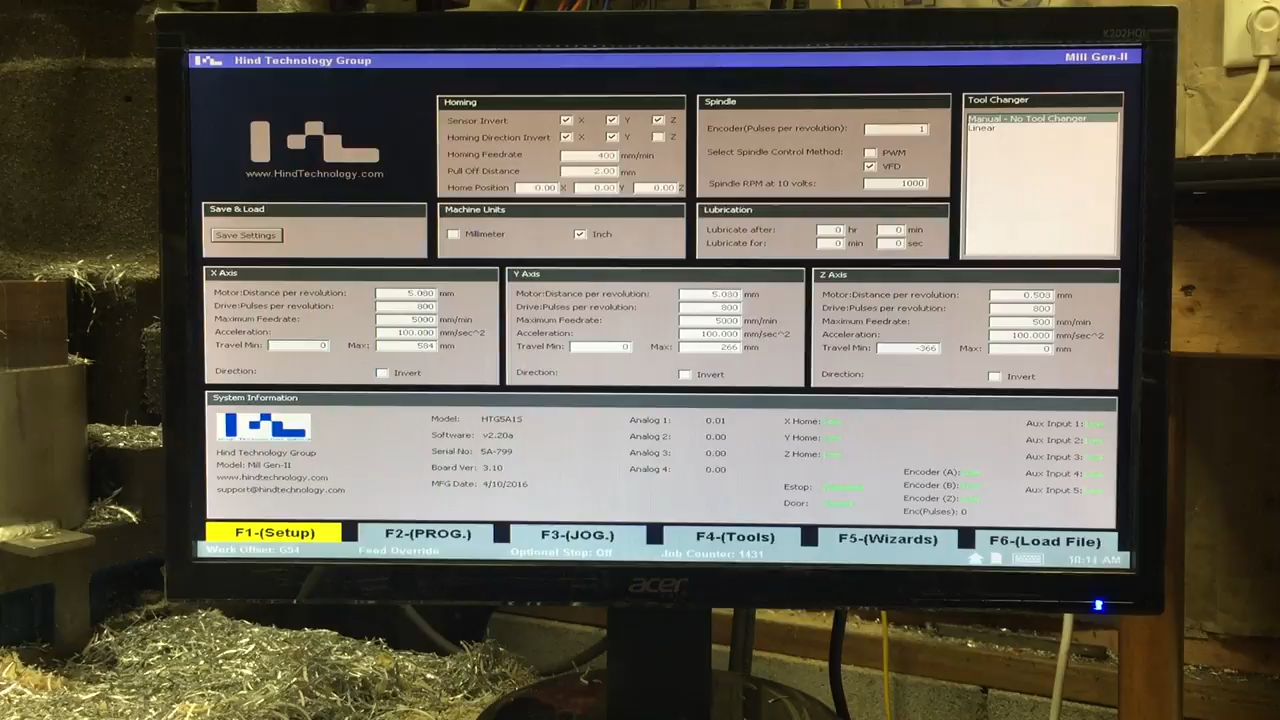 K202HQL
Hind Technology Group
Mill Gen-II
www.HindTechnology.com
Homing
Sensor Invert X Y Z
Homing Direction Invert X Y Z
Homing Feedrate 400 mm/min
Pull Off Distance 2.00 mm
Home Position 0.00 X 0.00 Y 0.00 Z
Spindle
Encoder(Pulses per revolution): 1
Select Spindle Control Method: PWM
VFD
Spindle RPM at 10 volts: 1000
Tool Changer
Manual - No Tool Changer
Linear
Save & Load
Save Settings
Machine Units
Millimeter Inch
Lubrication
Lubricate after: 0 hr 0 min
Lubricate for: 0 min 0 sec
X Axis
Motor:Distance per revolution: 5.080 mm
Drive:Pulses per revolution: 800
Maximum Feedrate: 5000 mm/min
Acceleration: 100.000 mm/sec^2
Travel Min: 0 Max: 584 mm
Direction: Invert
Y Axis
Motor:Distance per revolution: 5.080 mm
Drive:Pulses per revolution: 800
Maximum Feedrate: 5000 mm/min
Acceleration: 100.000 mm/sec^2
Travel Min: 0 Max: 266 mm
Direction: Invert
Z Axis
Motor:Distance per revolution: 0.508 mm
Drive:Pulses per revolution: 800
Maximum Feedrate: 500 mm/min
Acceleration: 100.000 mm/sec^2
Travel Min: -366 Max: 0 mm
Direction: Invert
System Information
Hind Technology Group
Model: Mill Gen-II
www.hindtechnology.com
support@hindtechnology.com
Model: HTG5A1S
Software: v2.20a
Serial No: 5A-799
Board Ver: 3.10
MFG Date: 4/10/2016
Analog 1: 0.01
Analog 2: 0.00
Analog 3: 0.00
Analog 4: 0.00
X Home:
Y Home:
Z Home:
Estop:
Door:
Encoder (A):
Encoder (B):
Encoder (Z):
Enc(Pulses): 0
Aux Input 1:
Aux Input 2:
Aux Input 3:
Aux Input 4:
Aux Input 5:
F1-(Setup) F2-(PROG.) F3-(JOG.) F4-(Tools) F5-(Wizards) F6-(Load File)
Work Offset: G54 Feed Override Optional Stop: Off Job Counter: 1431 AM
acer